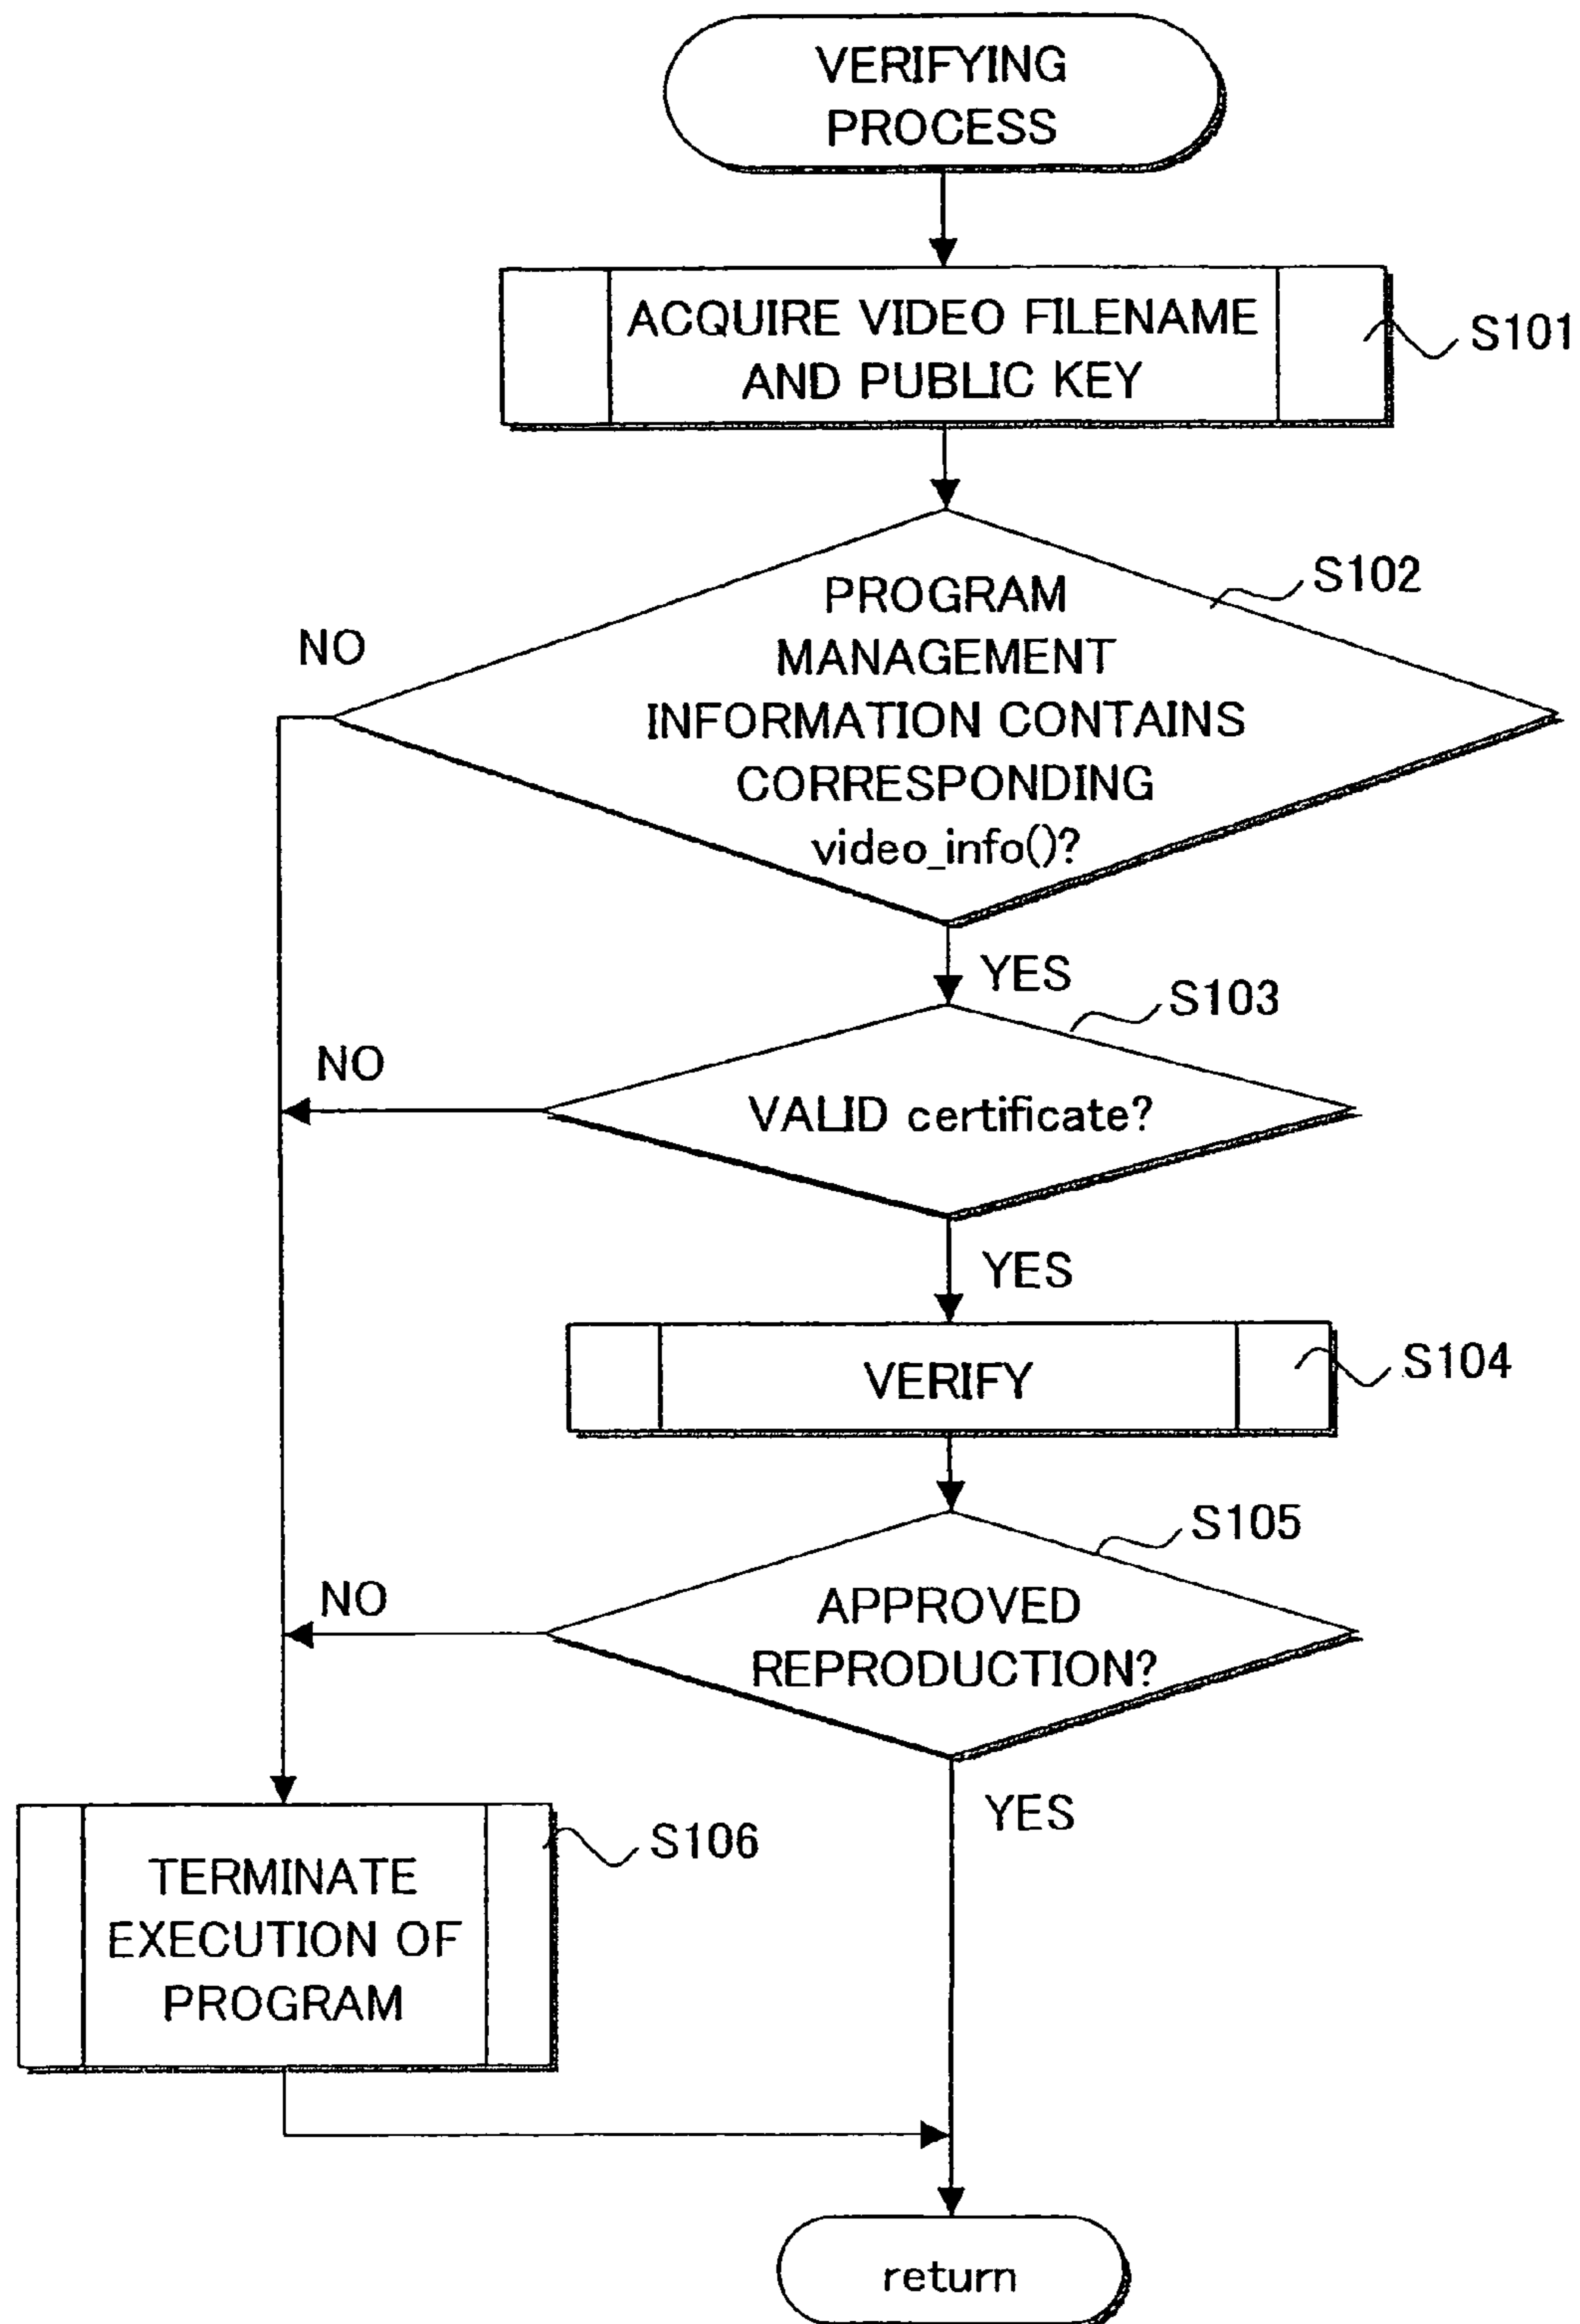 VERIFYING
PROCESS
ACQUIRE VIDEO FILENAME
AND PUBLIC KEY
S101
PROGRAM
MANAGEMENT
INFORMATION CONTAINS
CORRESPONDING
video_info()?
S102
NO
YES
VALID certificate?
S103
NO
YES
VERIFY
S104
APPROVED
REPRODUCTION?
S105
NO
YES
TERMINATE
EXECUTION OF
PROGRAM
S106
return